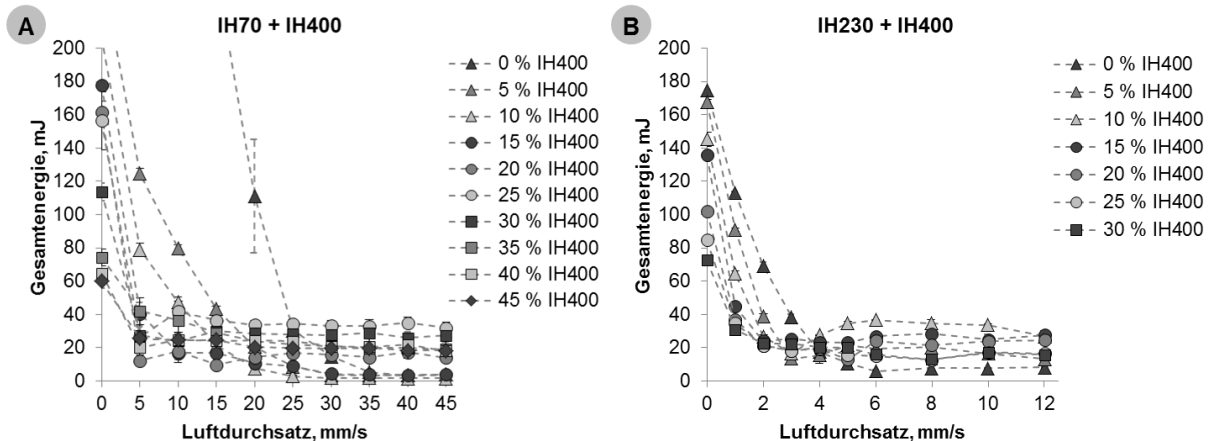 A
IH70 + IH400
200
180
160
140
120
100
80
60
40
20
0
Gesamtenergie, mJ
0 5 10 15 20 25 30 35 40 45
Luftdurchsatz, mm/s
0 % IH400
5 % IH400
10 % IH400
15 % IH400
20 % IH400
25 % IH400
30 % IH400
35 % IH400
40 % IH400
45 % IH400
B
IH230 + IH400
200
180
160
140
120
100
80
60
40
20
0
Gesamtenergie, mJ
0 2 4 6 8 10 12
Luftdurchsatz, mm/s
0 % IH400
5 % IH400
10 % IH400
15 % IH400
20 % IH400
25 % IH400
30 % IH400